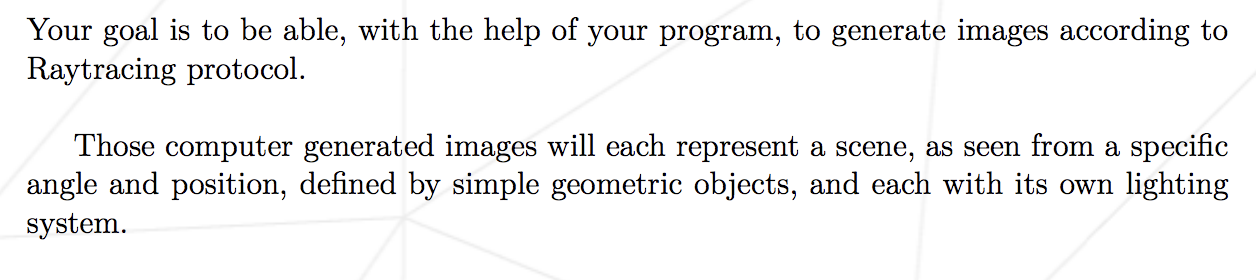 Your goal is to be able, with the help of your program, to generate images according to
Raytracing protocol.
Those computer generated images will each represent a scene, as seen from a specific
angle and position, defined by simple geometric objects, and each with its own lighting
system.